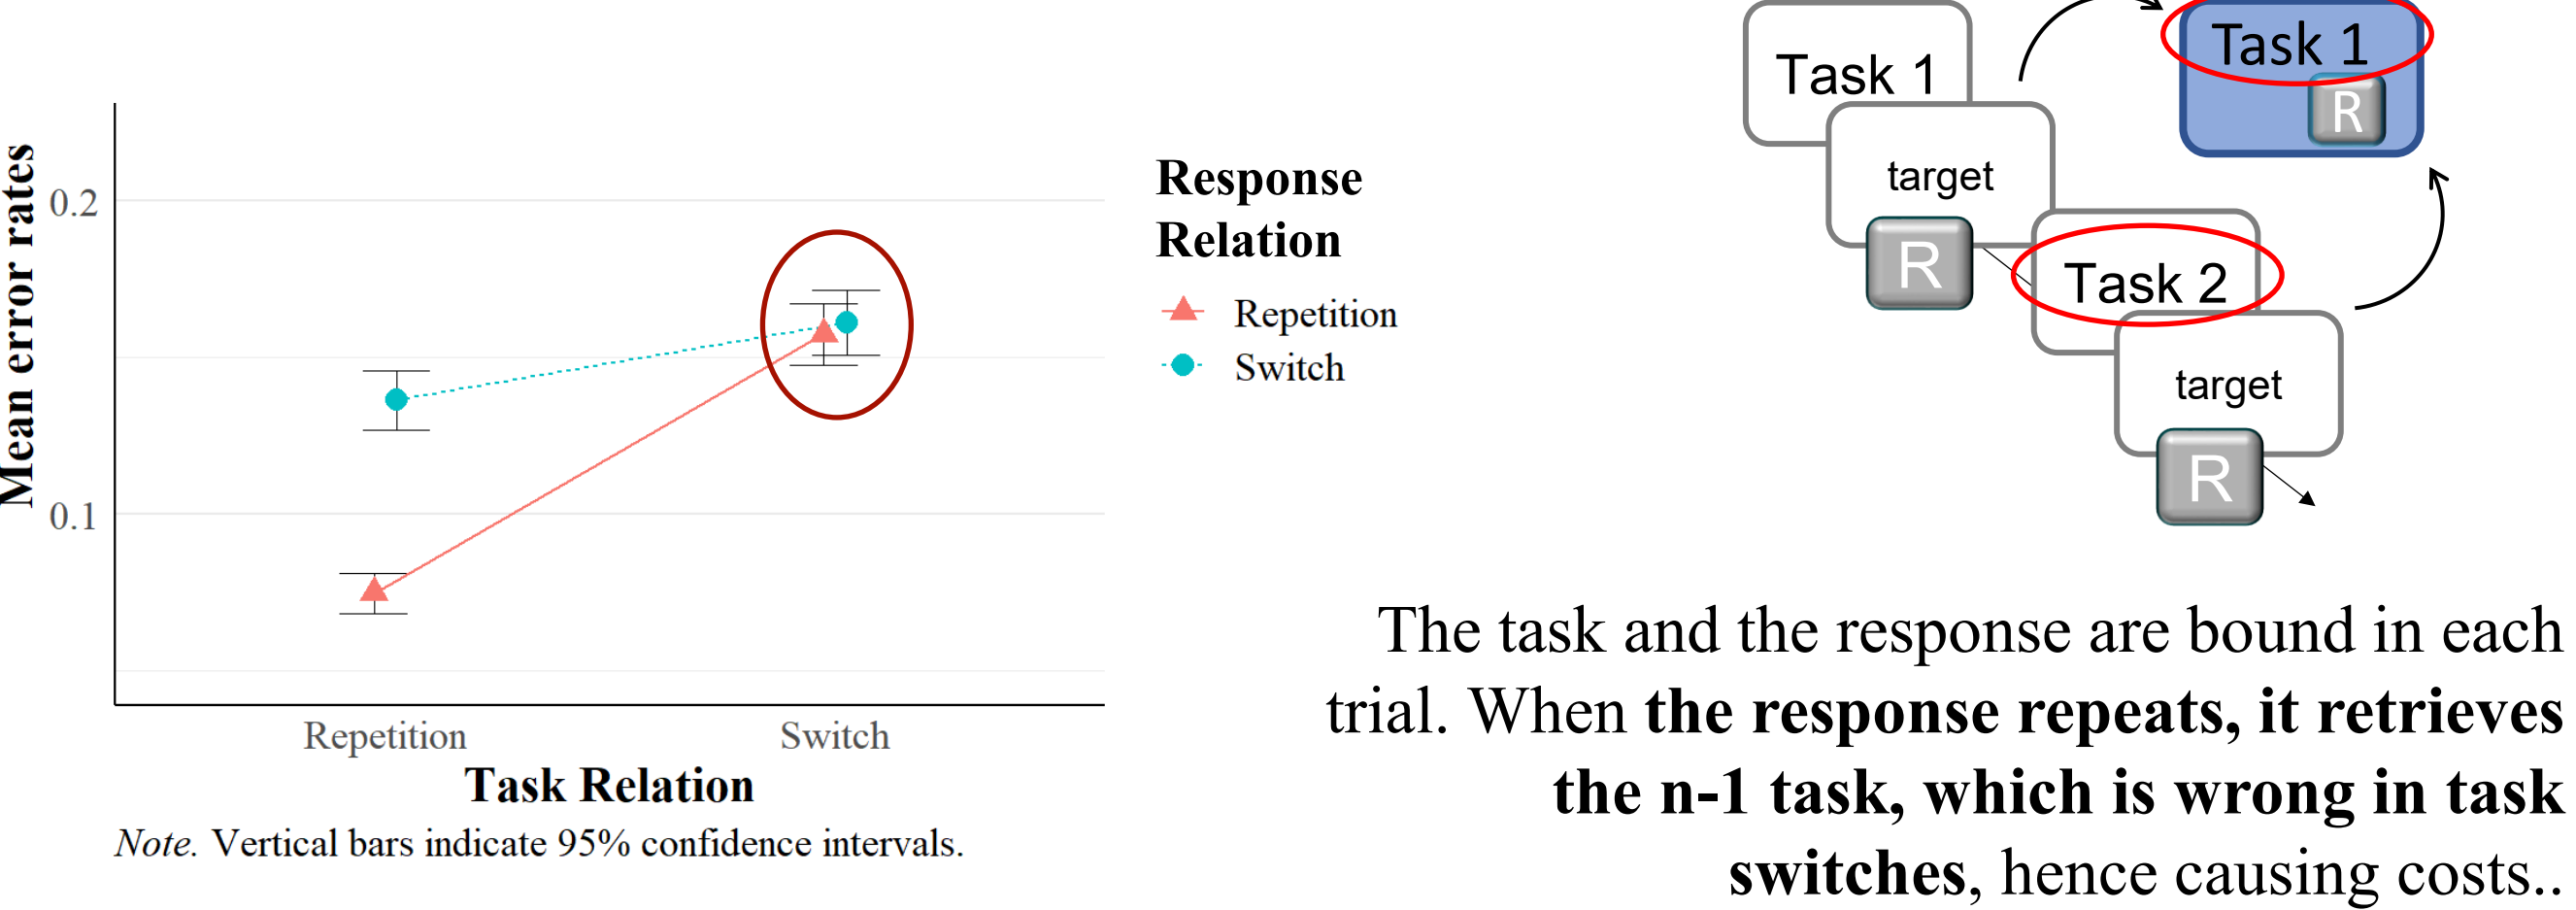 Mean error rates
0.2
0.1
Repetition
Switch
Task Relation
Note. Vertical bars indicate 95% confidence intervals.
Response
Relation
Repetition
Switch
Task 1
target
R
Task 2
target
R
Task 1
R
The task and the response are bound in each
trial. When the response repeats, it retrieves
the n-1 task, which is wrong in task
switches, hence causing costs..